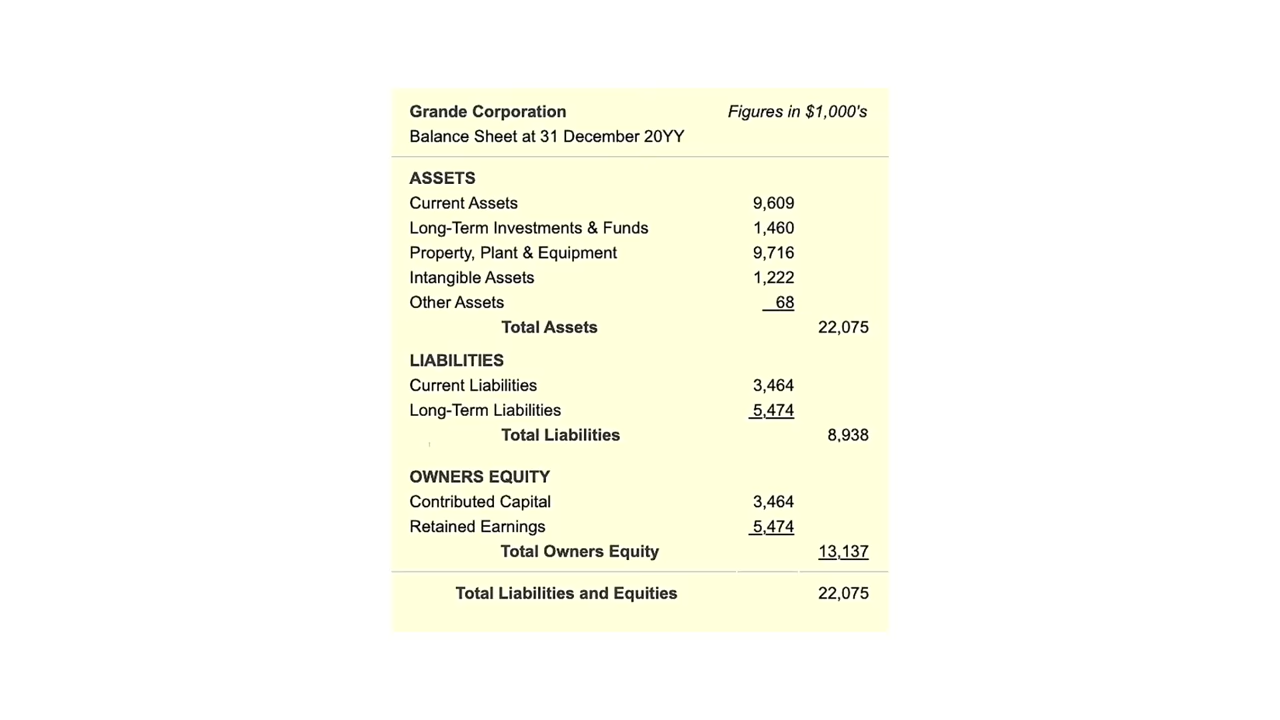 Grande Corporation Figures in $1,000's
Balance Sheet at 31 December 20YY
ASSETS
Current Assets 9,609
Long-Term Investments & Funds 1,460
Property, Plant & Equipment 9,716
Intangible Assets 1,222
Other Assets 68
Total Assets 22,075
LIABILITIES
Current Liabilities 3,464
Long-Term Liabilities 5,474
Total Liabilities 8,938
OWNERS EQUITY
Contributed Capital 3,464
Retained Earnings 5,474
Total Owners Equity 13,137
Total Liabilities and Equities 22,075